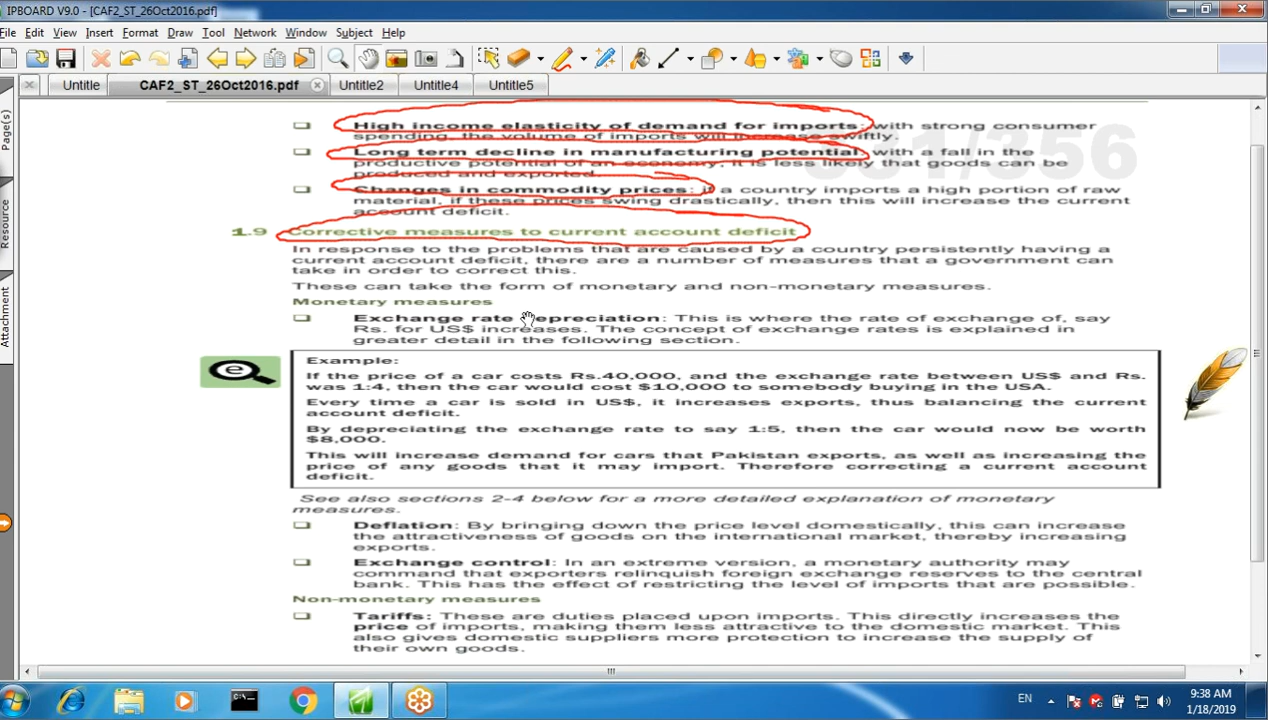 IPBOARD V9.0 - [CAF2_ST_26Oct2016.pdf]
File Edit View Insert Format Draw Tool Network Window Subject Help
Untitle CAF2_ST_26Oct2016.pdf Untitle2 Untitle4 Untitle5
Page(s)
Resource
Attachment
331/356
High income elasticity of demand for imports: with strong consumer
spending, the volume of imports will increase swiftly.
Long term decline in manufacturing potential with a fall in the
productive potential of an economy, it is less likely that goods can be
produced and exported.
Changes in commodity prices: if a country imports a high portion of raw
material, if these prices swing drastically, then this will increase the current
account deficit.
1.9 Corrective measures to current account deficit
In response to the problems that are caused by a country persistently having a
current account deficit, there are a number of measures that a government can
take in order to correct this.
These can take the form of monetary and non-monetary measures.
Monetary measures
Exchange rate depreciation: This is where the rate of exchange of, say
Rs. for US$ increases. The concept of exchange rates is explained in
greater detail in the following section.
Example:
If the price of a car costs Rs.40,000, and the exchange rate between US$ and Rs.
was 1:4, then the car would cost $10,000 to somebody buying in the USA.
Every time a car is sold in US$, it increases exports, thus balancing the current
account deficit.
By depreciating the exchange rate to say 1:5, then the car would now be worth
$8,000.
This will increase demand for cars that Pakistan exports, as well as increasing the
price of any goods that it may import. Therefore correcting a current account
deficit.
See also sections 2-4 below for a more detailed explanation of monetary
measures.
Deflation: By bringing down the price level domestically, this can increase
the attractiveness of goods on the international market, thereby increasing
exports.
Exchange control: In an extreme version, a monetary authority may
command that exporters relinquish foreign exchange reserves to the central
bank. This has the effect of restricting the level of imports that are possible.
Non-monetary measures
Tariffs: These are duties placed upon imports. This directly increases the
price of imports, making them less attractive to the domestic market. This
also gives domestic suppliers more protection to increase the supply of
their own goods.
EN
9:38 AM
1/18/2019